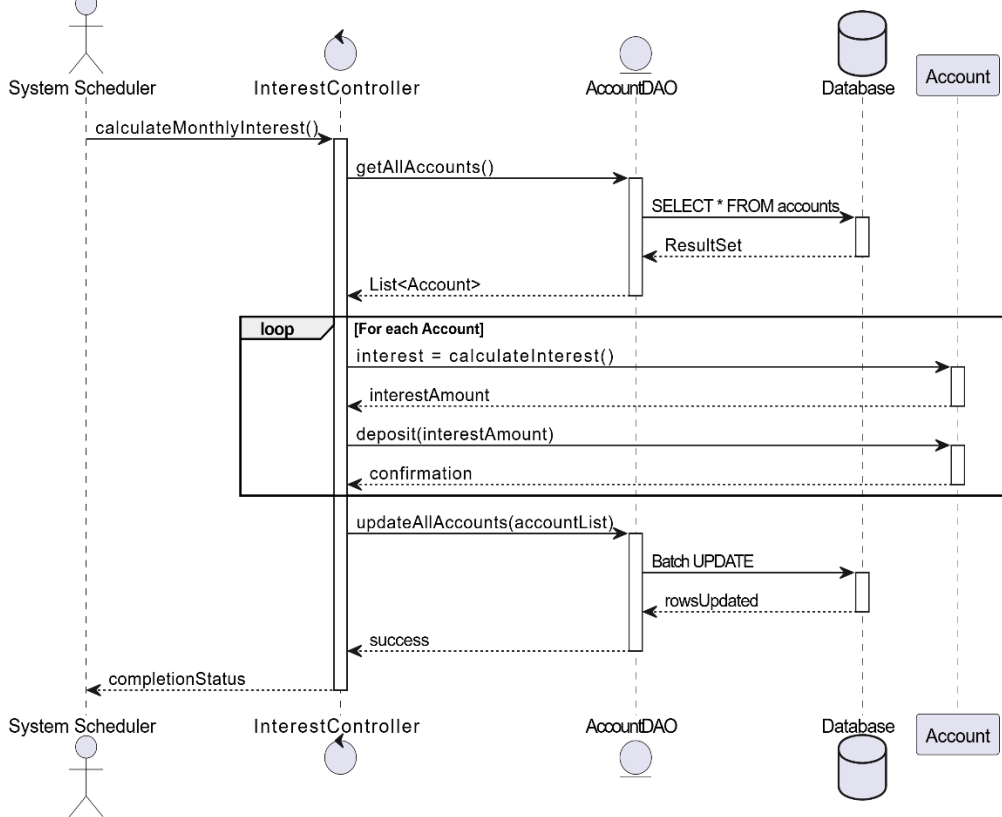 System Scheduler
InterestController
AccountDAO
Database
Account
calculateMonthlyInterest()
getAllAccounts()
SELECT * FROM accounts
ResultSet
List<Account>
loop
[For each Account]
interest = calculateInterest()
interestAmount
deposit(interestAmount)
confirmation
updateAllAccounts(accountList)
Batch UPDATE
rowsUpdated
success
completionStatus
System Scheduler
InterestController
AccountDAO
Database
Account